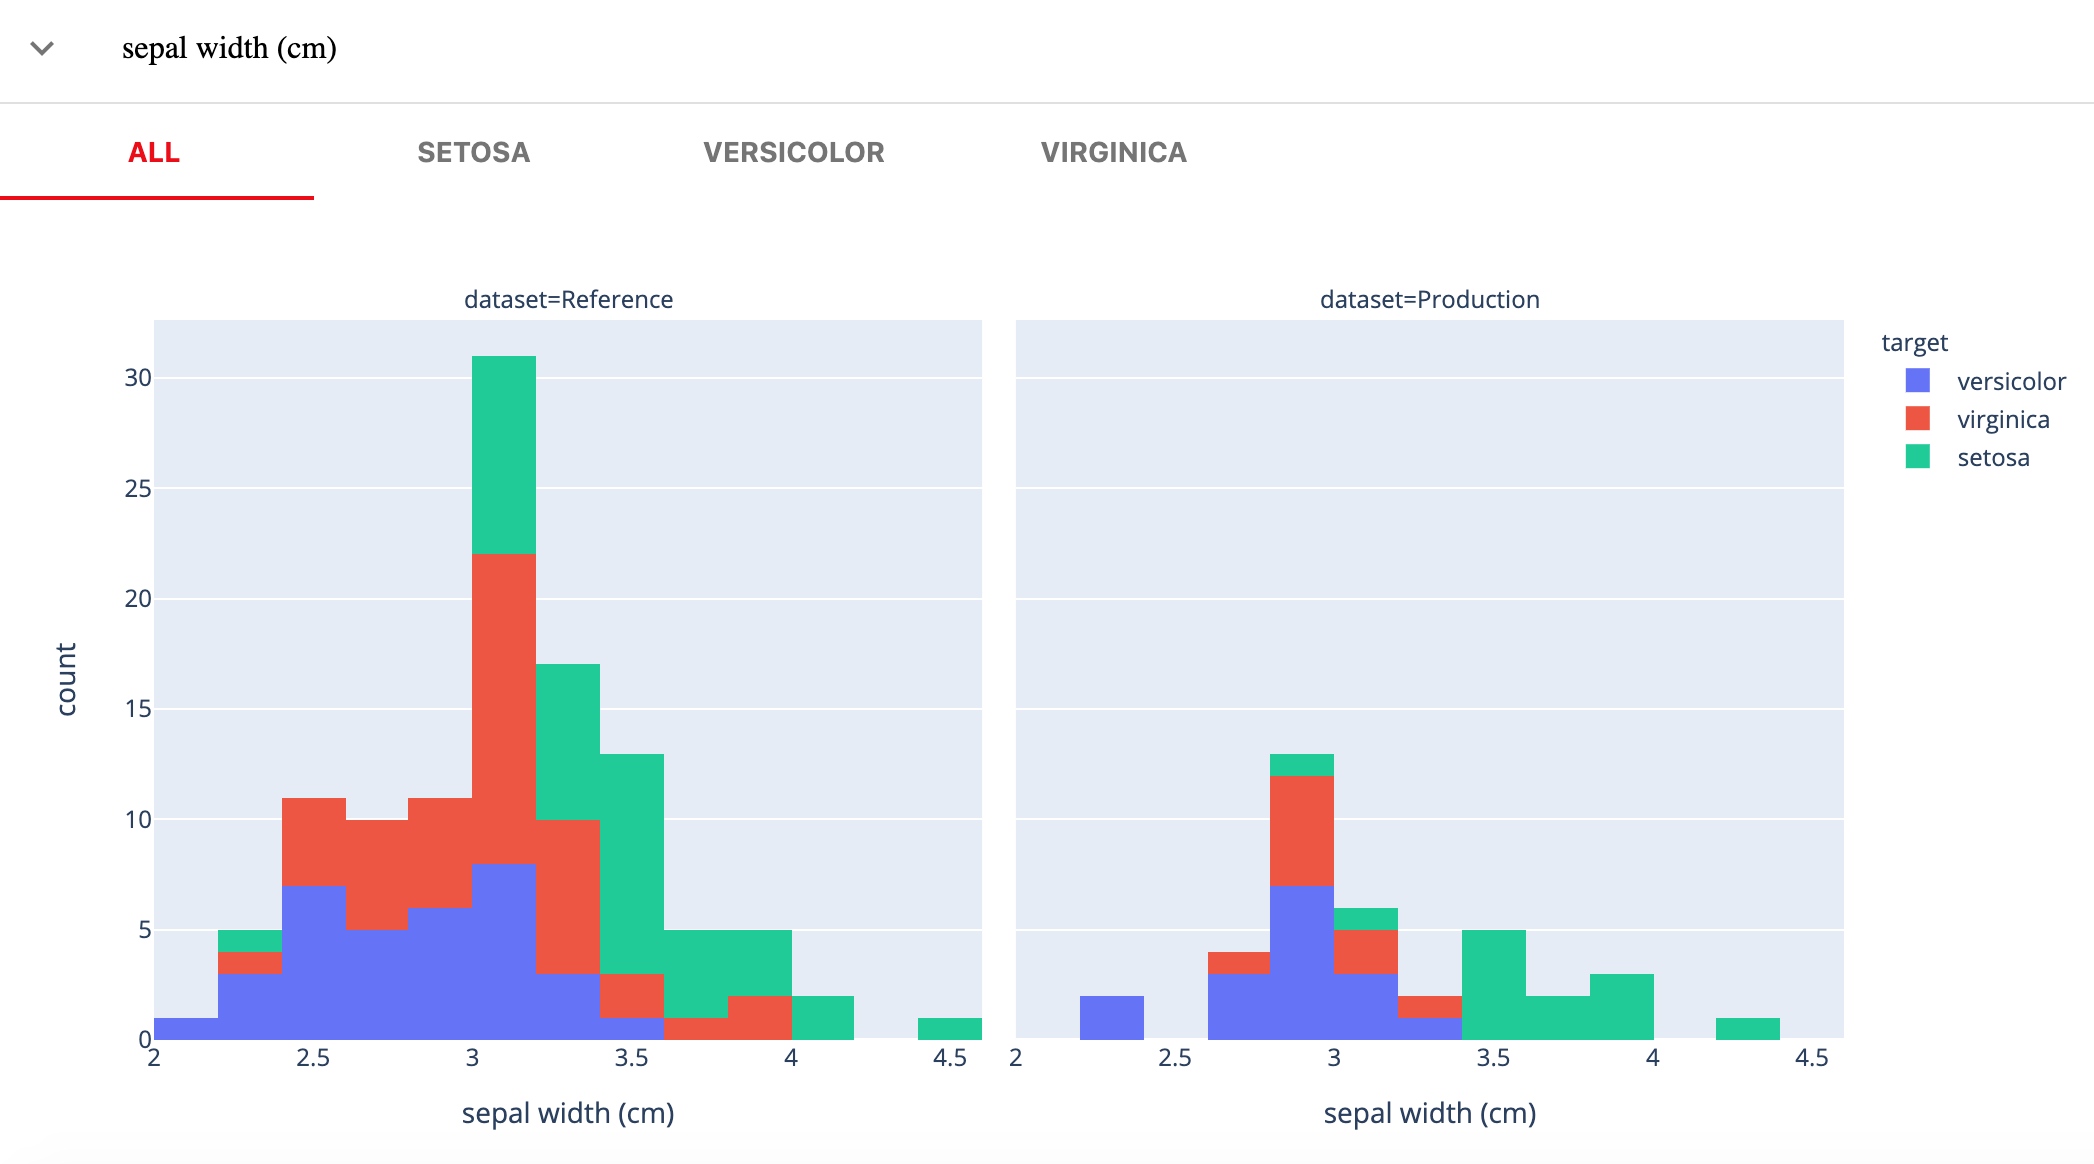 sepal width (cm)
ALL SETOSA VERSICOLOR VIRGINICA
dataset=Reference
dataset=Production
target
versicolor
virginica
setosa
count
30
25
20
15
10
5
0
2 2.5 3 3.5 4 4.5
2 2.5 3 3.5 4 4.5
sepal width (cm)
sepal width (cm)